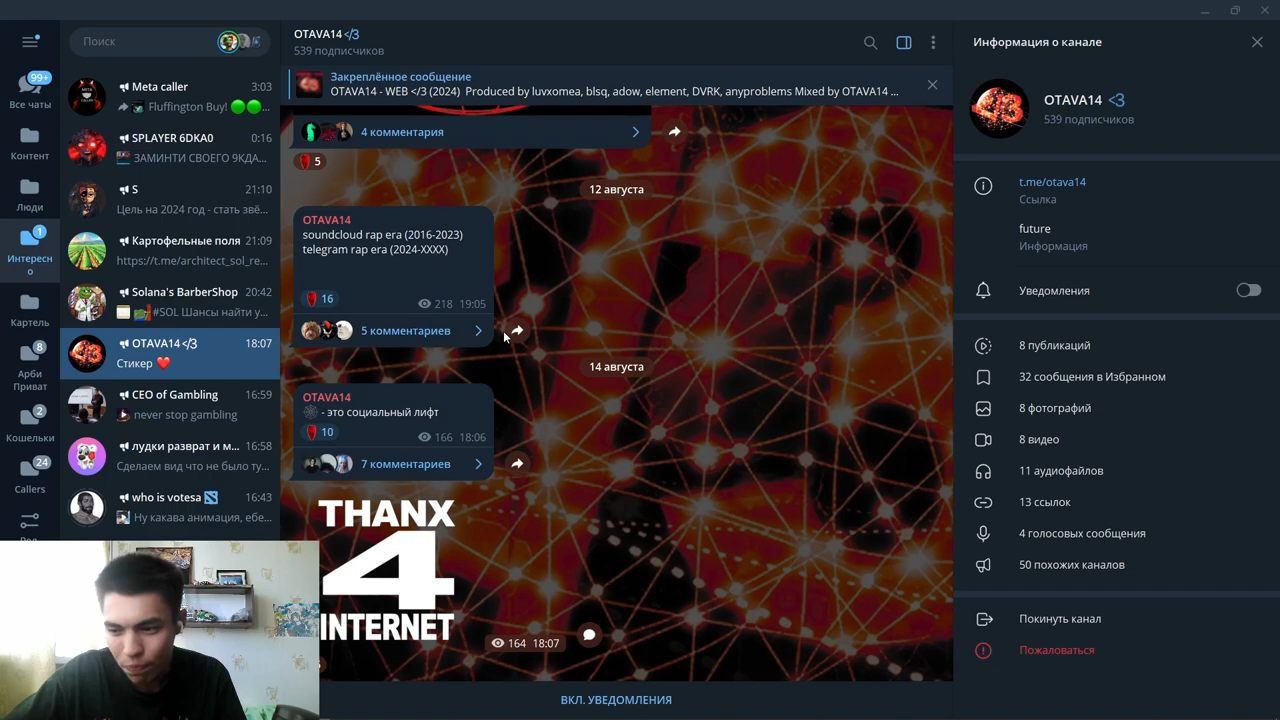 Поиск
99+
Все чаты
Контент
Люди
1
Интересн
о
Картель
8
Арби
Приват
2
Кошельки
24
Callers
Meta caller 3:03
Fluffington Buy! ...
SPLAYER 6DKA0 0:16
ЗАМИНТИ СВОЕГО 9КДА...
S 21:10
Цель на 2024 год - стать звё...
Картофельные поля 21:09
https://t.me/architect_sol_re...
Solana's BarberShop 20:42
#SOL Шансы найти у...
OTAVA14 </3 18:07
Стикер ❤️
CEO of Gambling 16:59
never stop gambling
лудки разврат и м... 16:58
Сделаем вид что не было ту...
who is votesa 16:43
Ну какава анимация, ебе...
OTAVA14 </3
539 подписчиков
Закреплённое сообщение
OTAVA14 - WEB </3 (2024) Produced by luvxomea, blsq, adow, element, DVRK, anyproblems Mixed by OTAVA14 ...
4 комментария
5
12 августа
OTAVA14
soundcloud rap era (2016-2023)
telegram rap era (2024-XXXX)
16 218 19:05
5 комментариев
14 августа
OTAVA14
🕸 - это социальный лифт
10 166 18:06
7 комментариев
THANX
4
INTERNET
164 18:07
ВКЛ. УВЕДОМЛЕНИЯ
Информация о канале
43
OTAVA14 <3
539 подписчиков
t.me/otava14
Ссылка
future
Информация
Уведомления
8 публикаций
32 сообщения в Избранном
8 фотографий
8 видео
11 аудиофайлов
13 ссылок
4 голосовых сообщения
50 похожих каналов
Покинуть канал
Пожаловаться